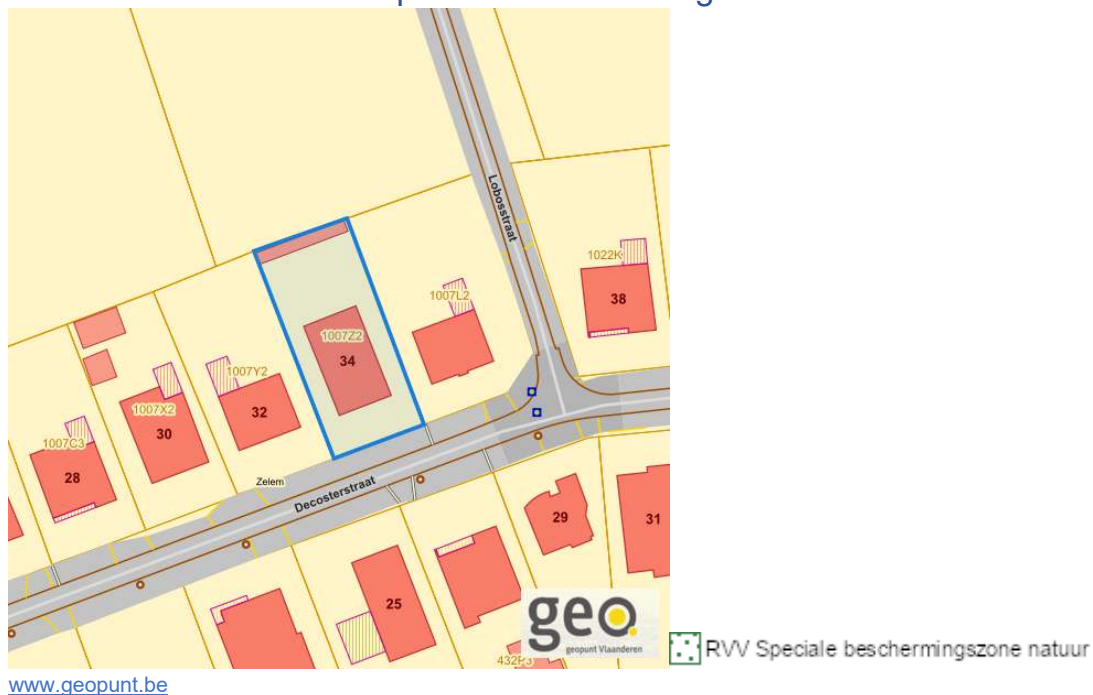 Lobosstraat
1022K
38
1007L2
1007Z2
34
1007Y2
32
1007X2
30
1007C3
28
Zelem
Decosterstraat
29
31
25
geo
geopunt Vlaanderen
RVV Speciale beschermingszone natuur
www.geopunt.be